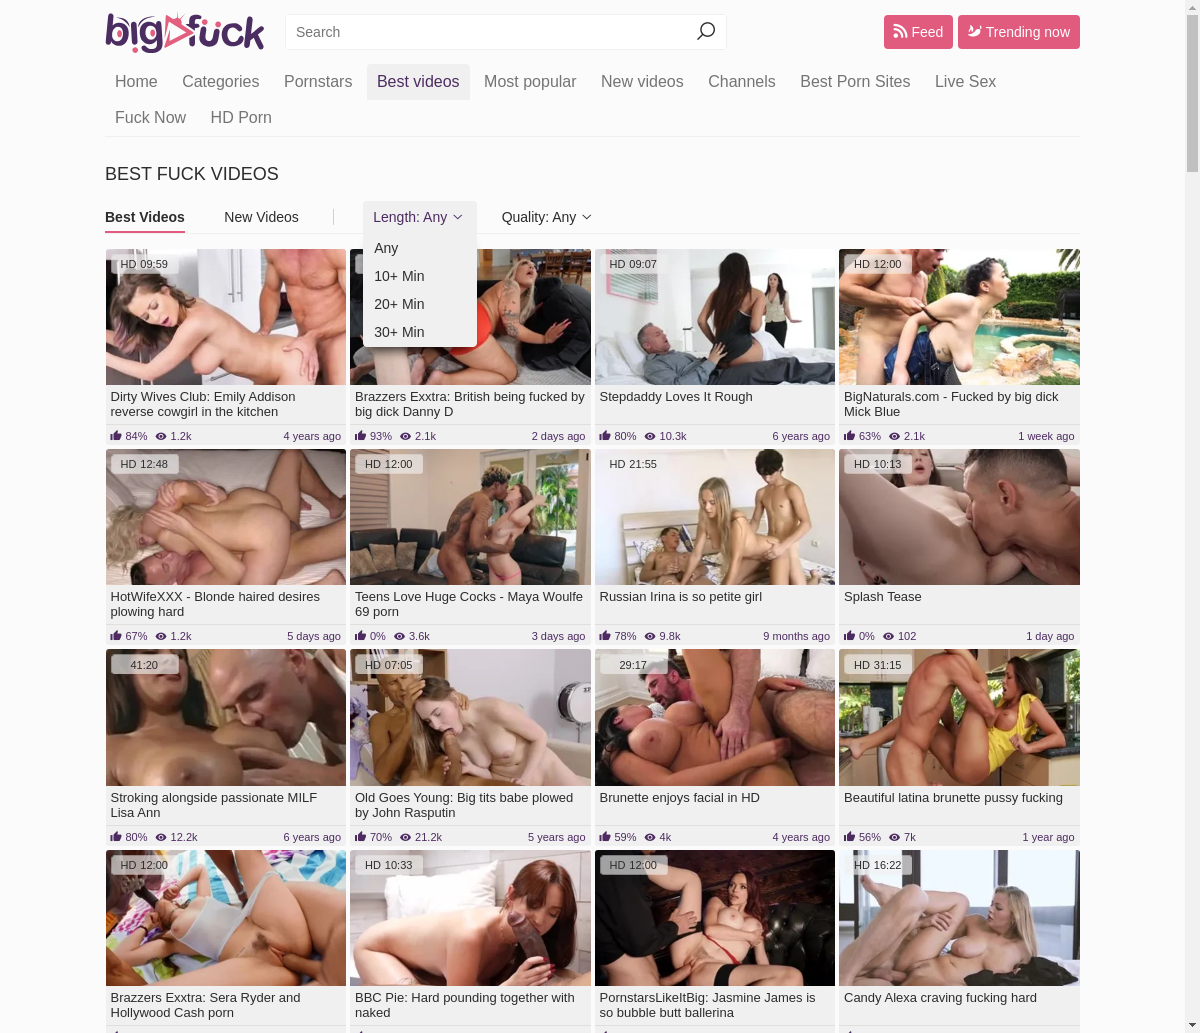 bigfuck
Search
Feed
Trending now
Home
Categories
Pornstars
Best videos
Most popular
New videos
Channels
Best Porn Sites
Live Sex
Fuck Now
HD Porn
BEST FUCK VIDEOS
Best Videos
New Videos
Length: Any
Quality: Any
Any
10+ Min
20+ Min
30+ Min
HD 09:59
HD 09:07
HD 12:00
Dirty Wives Club: Emily Addison
reverse cowgirl in the kitchen
84% 1.2k 4 years ago
Brazzers Exxtra: British being fucked by
big dick Danny D
93% 2.1k 2 days ago
Stepdaddy Loves It Rough
80% 10.3k 6 years ago
BigNaturals.com - Fucked by big dick
Mick Blue
63% 2.1k 1 week ago
HD 12:48
HD 12:00
HD 21:55
HD 10:13
HotWifeXXX - Blonde haired desires
plowing hard
67% 1.2k 5 days ago
Teens Love Huge Cocks - Maya Woulfe
69 porn
0% 3.6k 3 days ago
Russian Irina is so petite girl
78% 9.8k 9 months ago
Splash Tease
0% 102 1 day ago
41:20
HD 07:05
29:17
HD 31:15
Stroking alongside passionate MILF
Lisa Ann
80% 12.2k 6 years ago
Old Goes Young: Big tits babe plowed
by John Rasputin
70% 21.2k 5 years ago
Brunette enjoys facial in HD
59% 4k 4 years ago
Beautiful latina brunette pussy fucking
56% 7k 1 year ago
HD 12:00
HD 10:33
HD 12:00
HD 16:22
Brazzers Exxtra: Sera Ryder and
Hollywood Cash porn
BBC Pie: Hard pounding together with
naked
PornstarsLikeItBig: Jasmine James is
so bubble butt ballerina
Candy Alexa craving fucking hard